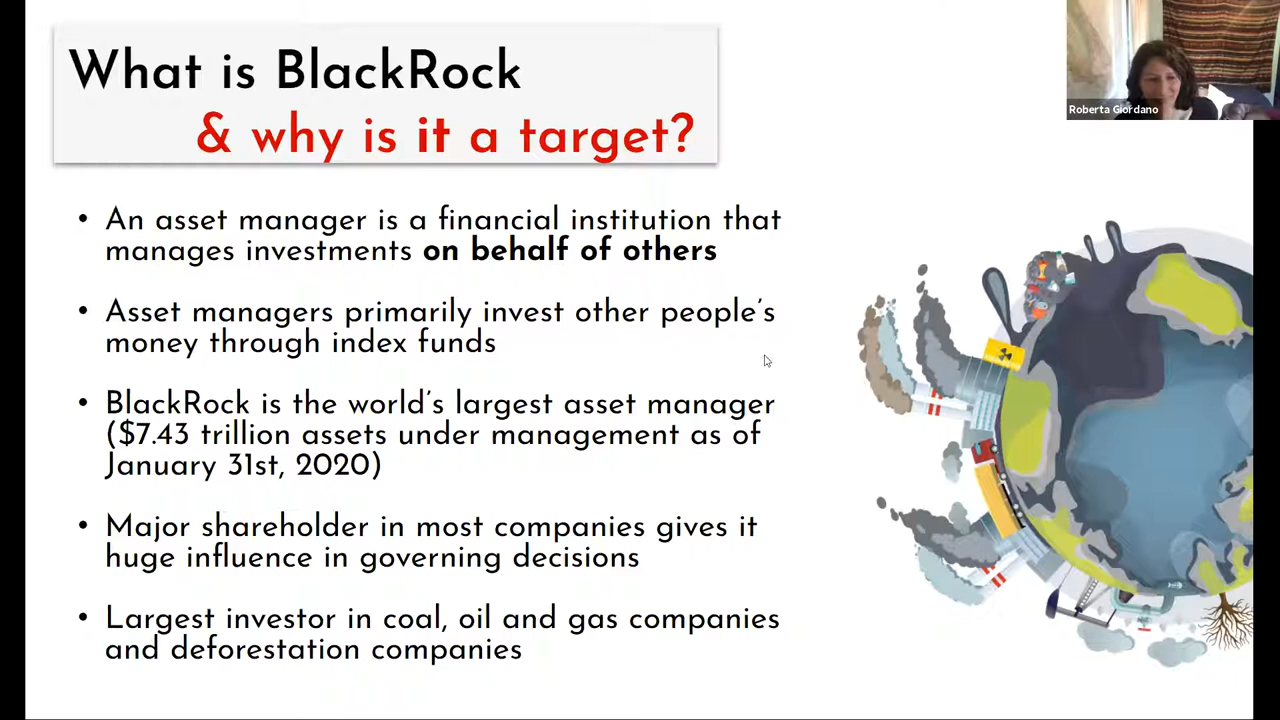 What is BlackRock
& why is it a target?
Roberta Giordano
• An asset manager is a financial institution that
manages investments on behalf of others
• Asset managers primarily invest other people's
money through index funds
• BlackRock is the world's largest asset manager
($7.43 trillion assets under management as of
January 31st, 2020)
• Major shareholder in most companies gives it
huge influence in governing decisions
• Largest investor in coal, oil and gas companies
and deforestation companies